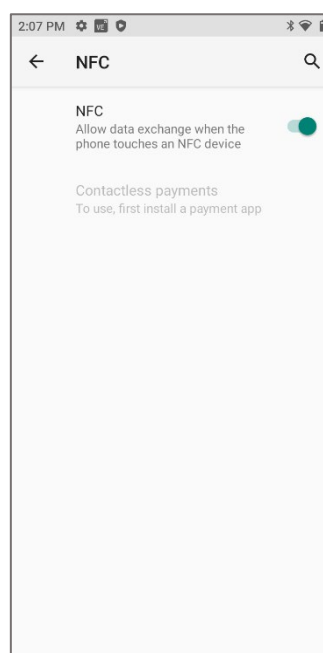 2:07 PM
NFC
NFC
Allow data exchange when the
phone touches an NFC device
Contactless payments
To use, first install a payment app